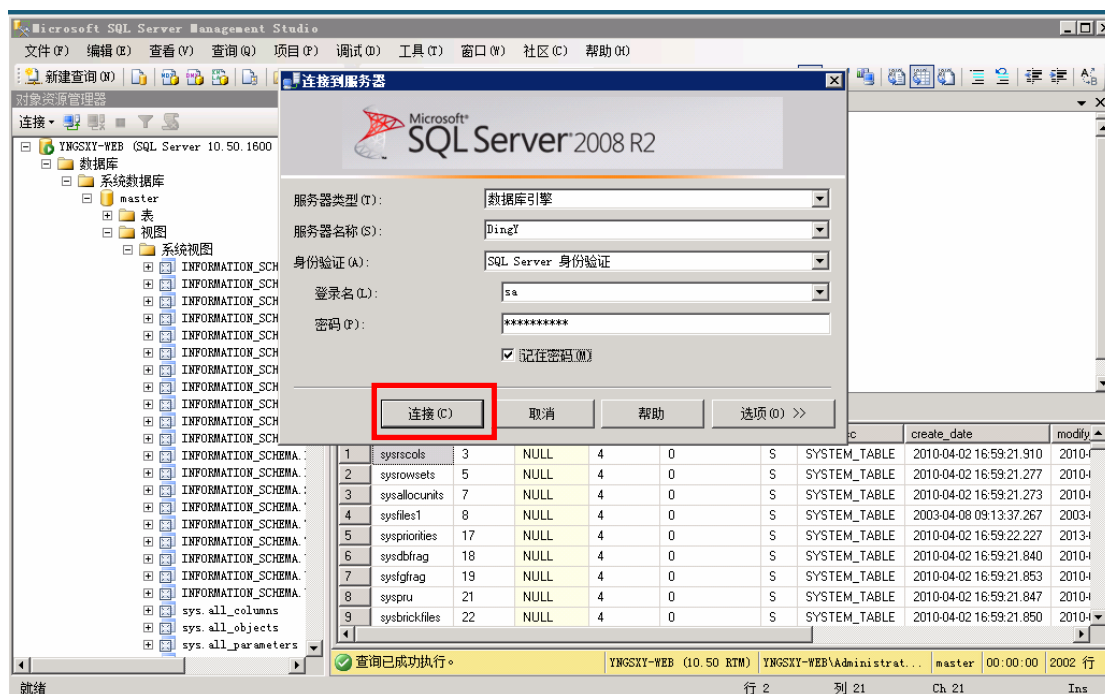 Microsoft SQL Server Management Studio
文件(F) 编辑(E) 查看(V) 查询(Q) 项目(P) 调试(D) 工具(T) 窗口(W) 社区(C) 帮助(H)
新建查询(N)
对象资源管理器
连接
YNGSXY-WEB (SQL Server 10.50.1600
数据库
系统数据库
master
表
视图
系统视图
INFORMATION_SCH
INFORMATION_SCH
INFORMATION_SCH
INFORMATION_SCH
INFORMATION_SCH
INFORMATION_SCH
INFORMATION_SCH
INFORMATION_SCH
INFORMATION_SCH
INFORMATION_SCH
INFORMATION_SCH
INFORMATION_SCHEMA.
INFORMATION_SCHEMA.
INFORMATION_SCHEMA.
INFORMATION_SCHEMA.
INFORMATION_SCHEMA.
INFORMATION_SCHEMA.
INFORMATION_SCHEMA.
INFORMATION_SCHEMA.
INFORMATION_SCHEMA.
sys.all_columns
sys.all_objects
sys.all_parameters
连接到服务器
Microsoft®
SQL Server® 2008 R2
服务器类型(T): 数据库引擎
服务器名称(S): DingY
身份验证(A): SQL Server 身份验证
登录名(L): sa
密码(P): **********
记住密码(M)
连接(C) 取消 帮助 选项(O) >>
create_date modify_
1 sysrscols 3 NULL 4 0 S SYSTEM_TABLE 2010-04-02 16:59:21.910 2010-
2 sysrowsets 5 NULL 4 0 S SYSTEM_TABLE 2010-04-02 16:59:21.277 2010-
3 sysallocunits 7 NULL 4 0 S SYSTEM_TABLE 2010-04-02 16:59:21.273 2010-
4 sysfiles1 8 NULL 4 0 S SYSTEM_TABLE 2003-04-08 09:13:37.267 2003-
5 syspriorities 17 NULL 4 0 S SYSTEM_TABLE 2010-04-02 16:59:22.227 2013-
6 sysdbfrag 18 NULL 4 0 S SYSTEM_TABLE 2010-04-02 16:59:21.840 2010-
7 sysfgfrag 19 NULL 4 0 S SYSTEM_TABLE 2010-04-02 16:59:21.853 2010-
8 syspru 21 NULL 4 0 S SYSTEM_TABLE 2010-04-02 16:59:21.847 2010-
9 sysbrickfiles 22 NULL 4 0 S SYSTEM_TABLE 2010-04-02 16:59:21.850 2010-
查询已成功执行。 YNGSXY-WEB (10.50 RTM) YNGSXY-WEB\Administrat... master 00:00:00 2002 行
就绪 行 2 列 21 Ch 21 Ins